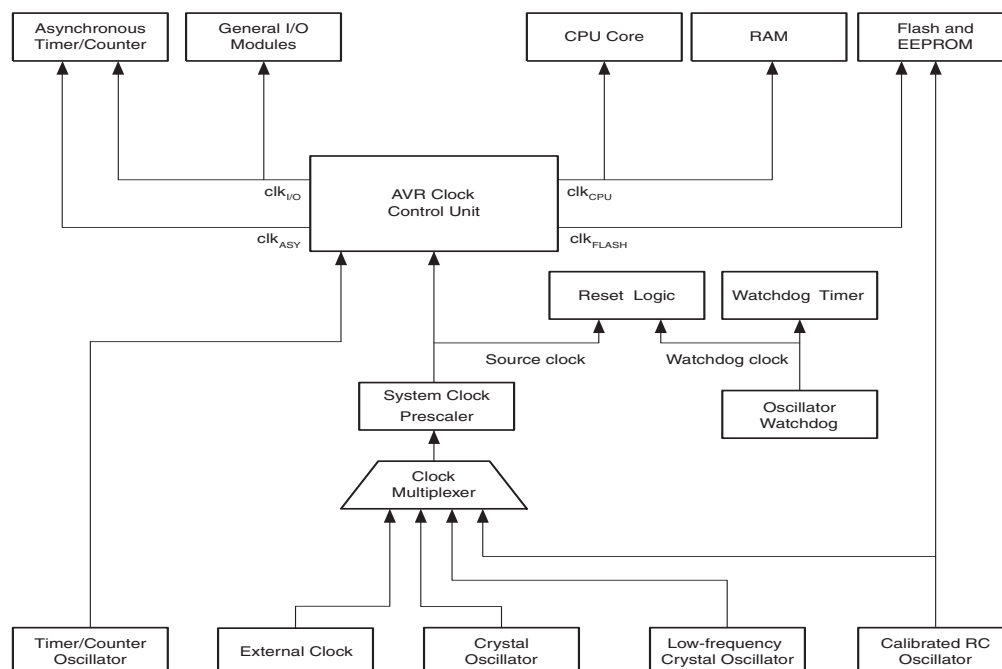 Asynchronous
Timer/Counter
General I/O
Modules
CPU Core
RAM
Flash and
EEPROM
clkI/O
AVR Clock
Control Unit
clkCPU
clkASY
clkFLASH
Reset Logic
Watchdog Timer
Source clock
Watchdog clock
System Clock
Prescaler
Oscillator
Watchdog
Clock
Multiplexer
Timer/Counter
Oscillator
External Clock
Crystal
Oscillator
Low-frequency
Crystal Oscillator
Calibrated RC
Oscillator